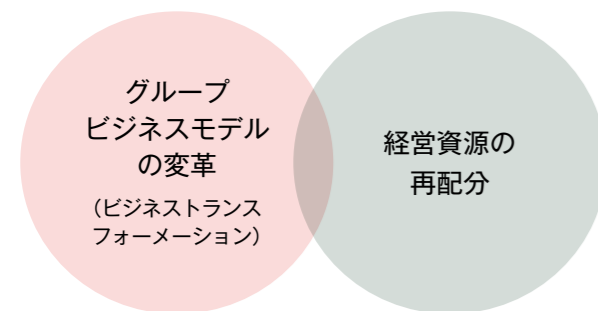 グループ
ビジネスモデル
の変革
（ビジネストランス
フォーメーション）
経営資源の
再配分